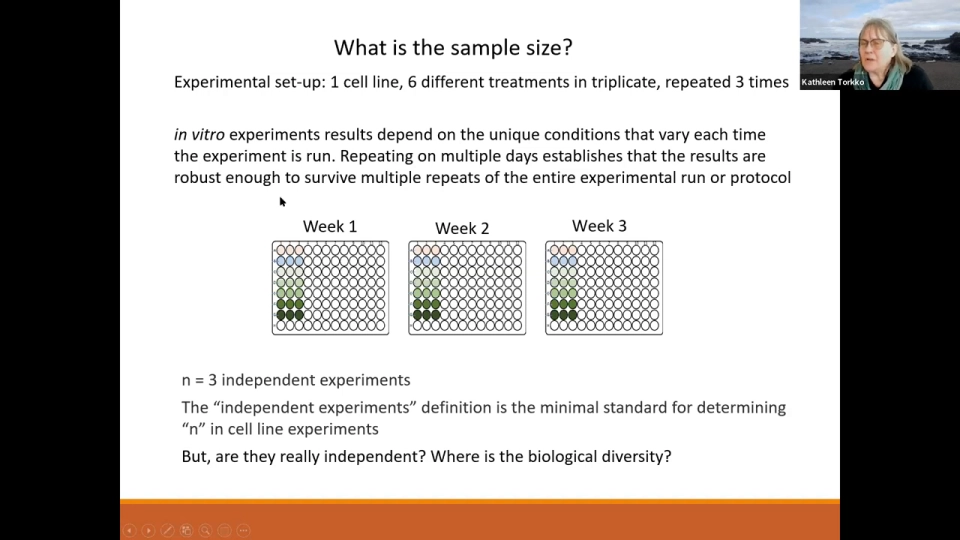 What is the sample size?
Kathleen Torkko
Experimental set-up: 1 cell line, 6 different treatments in triplicate, repeated 3 times
in vitro experiments results depend on the unique conditions that vary each time
the experiment is run. Repeating on multiple days establishes that the results are
robust enough to survive multiple repeats of the entire experimental run or protocol
Week 1
Week 2
Week 3
n = 3 independent experiments
The “independent experiments” definition is the minimal standard for determining
“n” in cell line experiments
But, are they really independent? Where is the biological diversity?